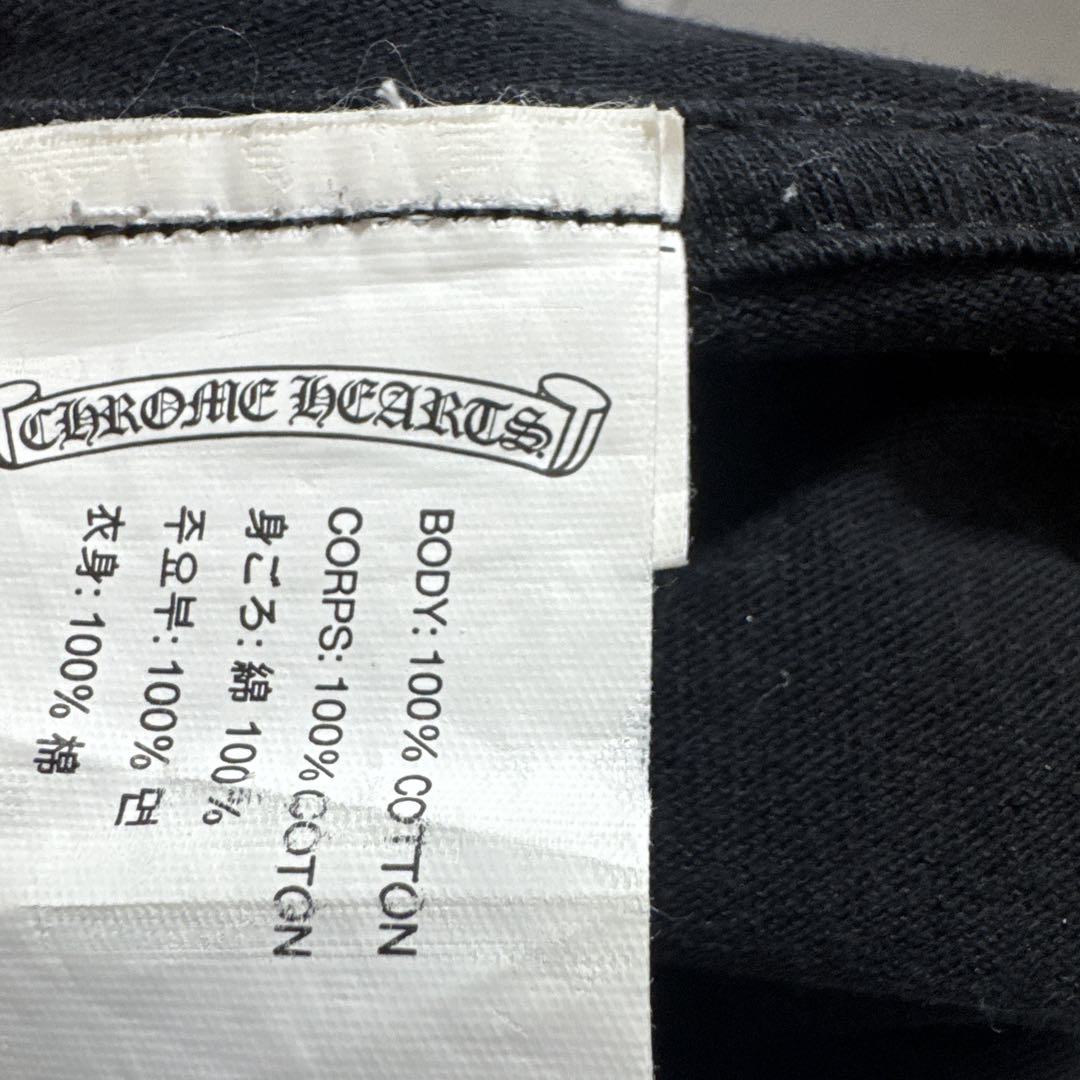 CHROME HEARTS
BODY: 100% COTTON
CORPS: 100% COTON
身ごろ: 綿 100%
주요부: 100% 면
衣身: 100% 棉